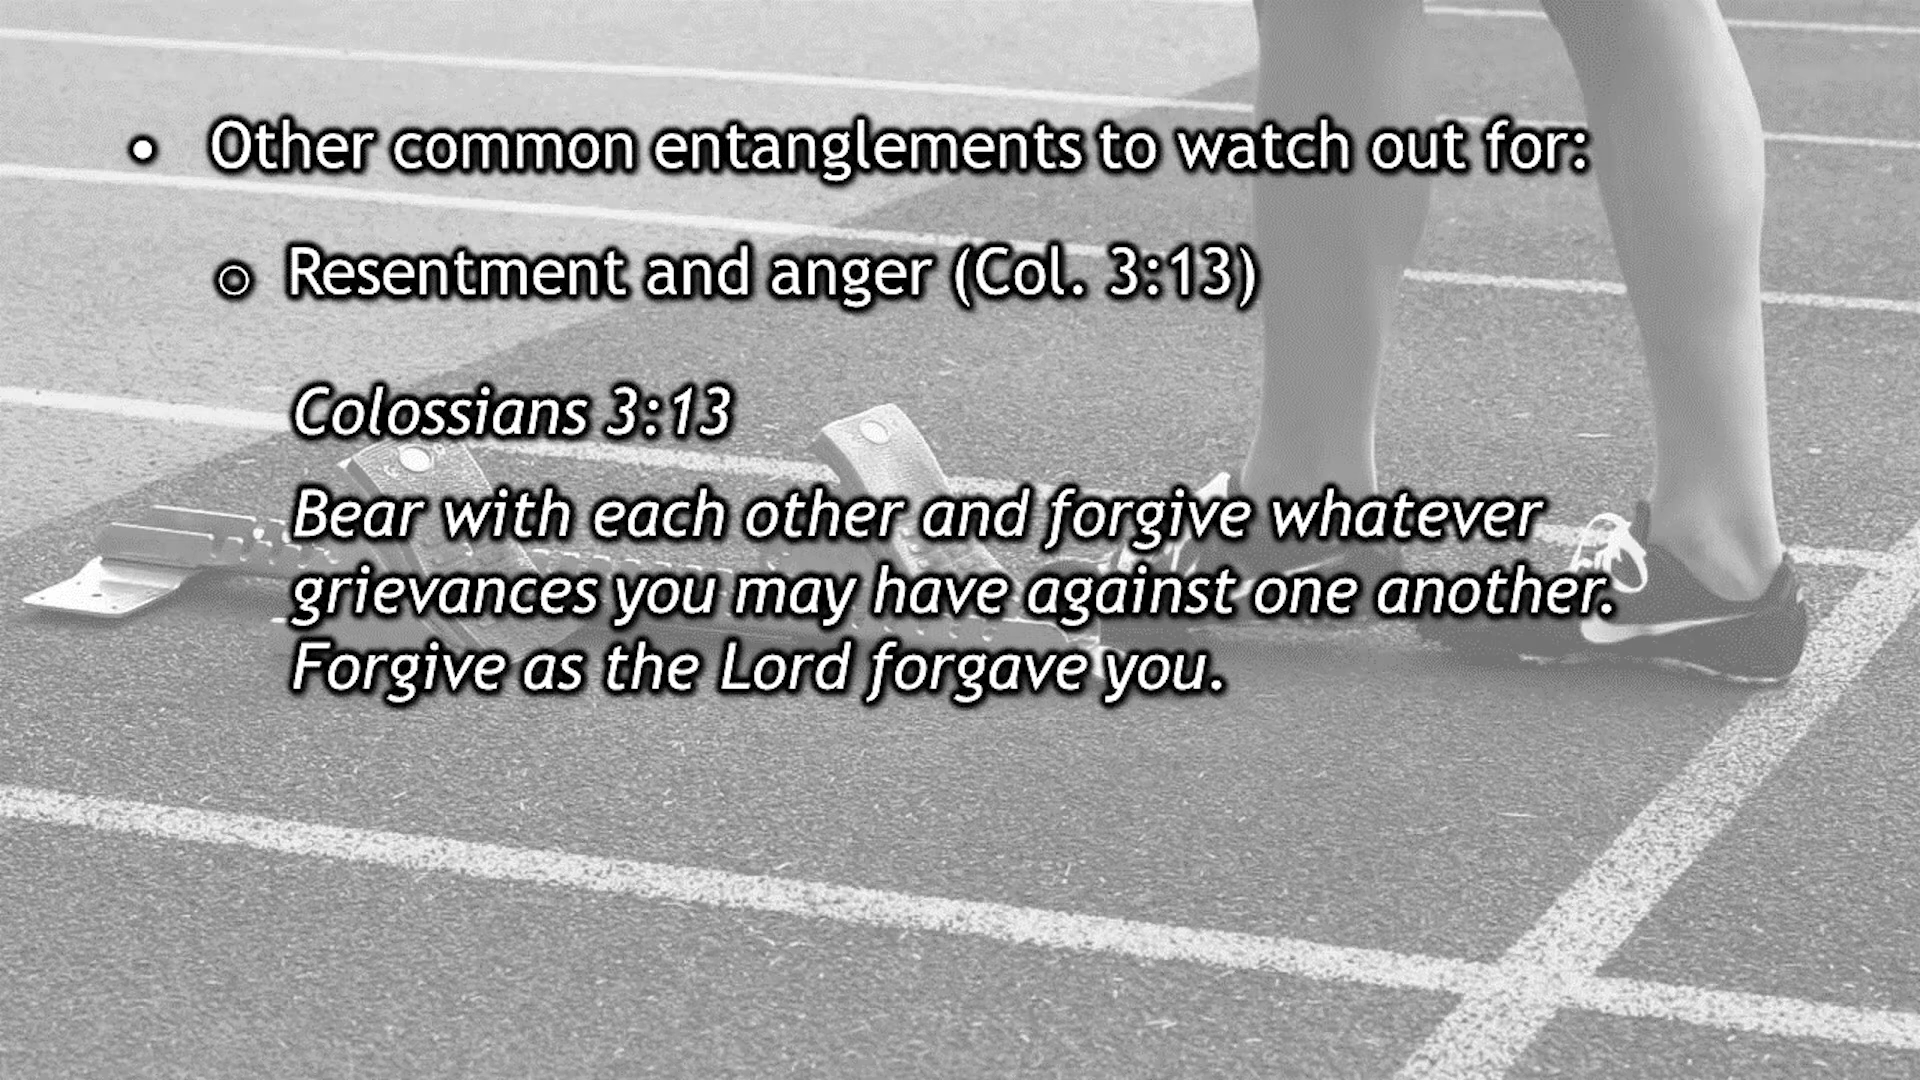 • Other common entanglements to watch out for:
○ Resentment and anger (Col. 3:13)
Colossians 3:13
Bear with each other and forgive whatever
grievances you may have against one another.
Forgive as the Lord forgave you.